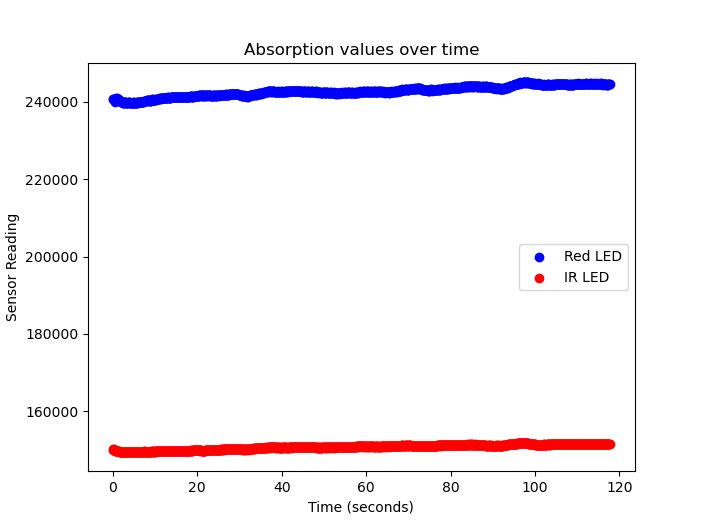 Absorption values over time
Sensor Reading
240000
220000
200000
180000
160000
Red LED
IR LED
0 20 40 60 80 100 120
Time (seconds)